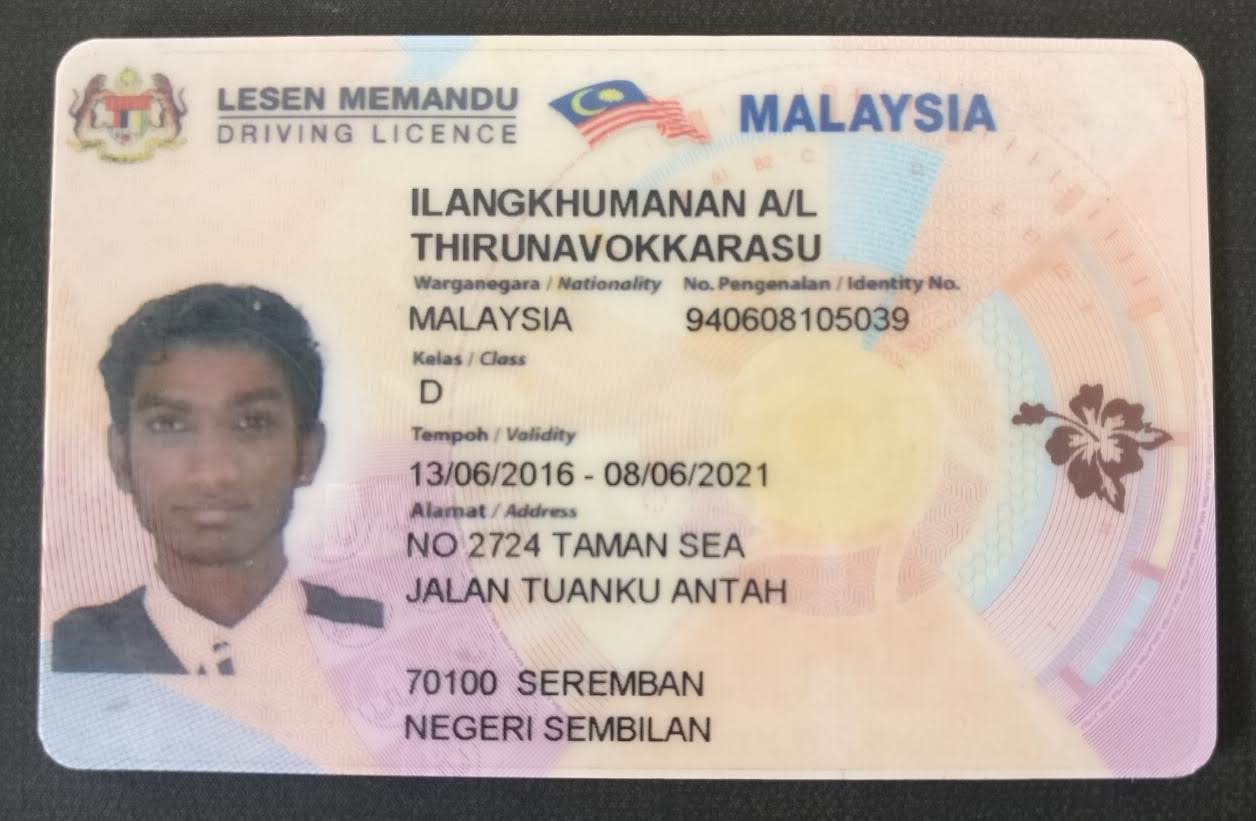 LESEN MEMANDU
DRIVING LICENCE
MALAYSIA
ILANGKHUMANAN A/L
THIRUNAVOKKARASU
Warganegara / Nationality No. Pengenalan / Identity No.
MALAYSIA 940608105039
Kelas / Class
D
Tempoh / Validity
13/06/2016 - 08/06/2021
Alamat / Address
NO 2724 TAMAN SEA
JALAN TUANKU ANTAH
70100 SEREMBAN
NEGERI SEMBILAN
B1 B2 C